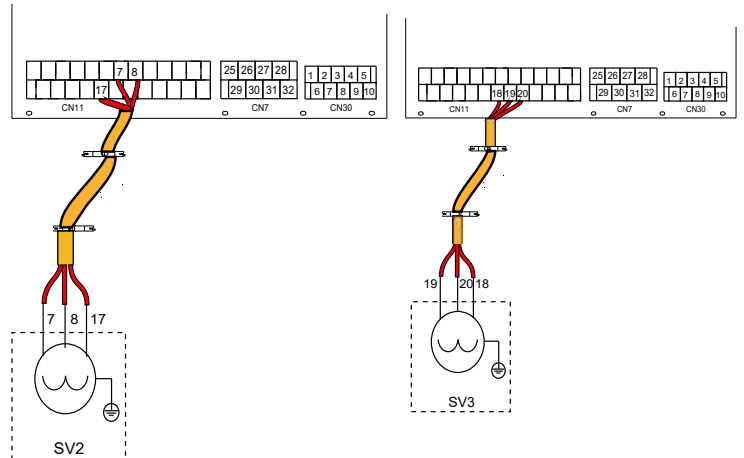 7 8
17
CN11
25 26 27 28
29 30 31 32
CN7
1 2 3 4 5
6 7 8 9 10
CN30
7 8 17
SV2
18 19 20
CN11
25 26 27 28
29 30 31 32
CN7
1 2 3 4 5
6 7 8 9 10
CN30
19 20 18
SV3